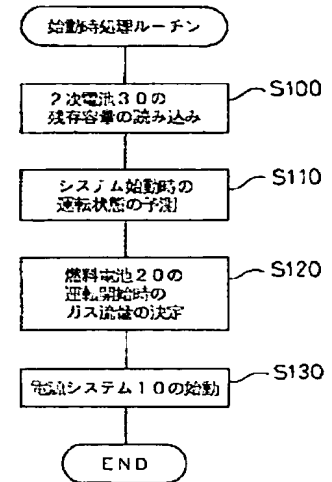 始動時処理ルーチン
S100
2次電池30の
残存容量の読み込み
S110
システム始動時の
運転状態の予測
S120
燃料電池20の
運転開始時の
ガス流量の決定
S130
電源システム10の始動
END